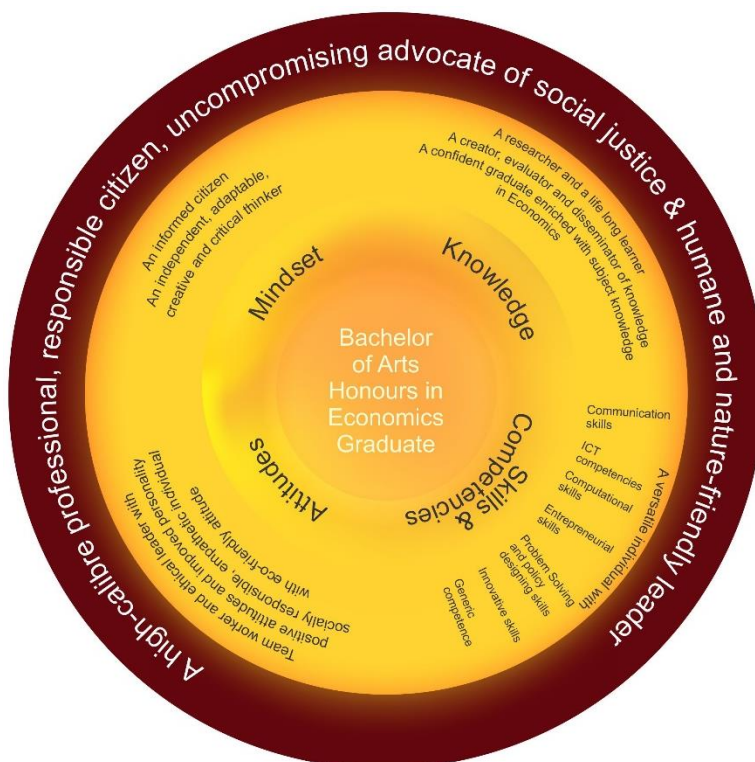 A high-calibre professional, responsible citizen, uncompromising advocate of social justice & humane and nature-friendly leader
An informed citizen
An independent, adaptable,
creative and critical thinker
Mindset
A researcher and a life long learner
A creator, evaluator and disseminator of knowledge
A confident graduate enriched with subject knowledge
in Economics
Knowledge
Bachelor
of Arts
Honours in
Economics
Graduate
Skills &
Competencies
A versatile individual with
Communication
skills
ICT
competencies
Computational
skills
Entrepreneurial
skills
Problem Solving
and policy
designing skills
Innovative skills
Generic
competence
Attitudes
Team worker and ethical leader with
positive attitudes and improved personality
socially responsible, empathetic individual
with eco-friendly attitude